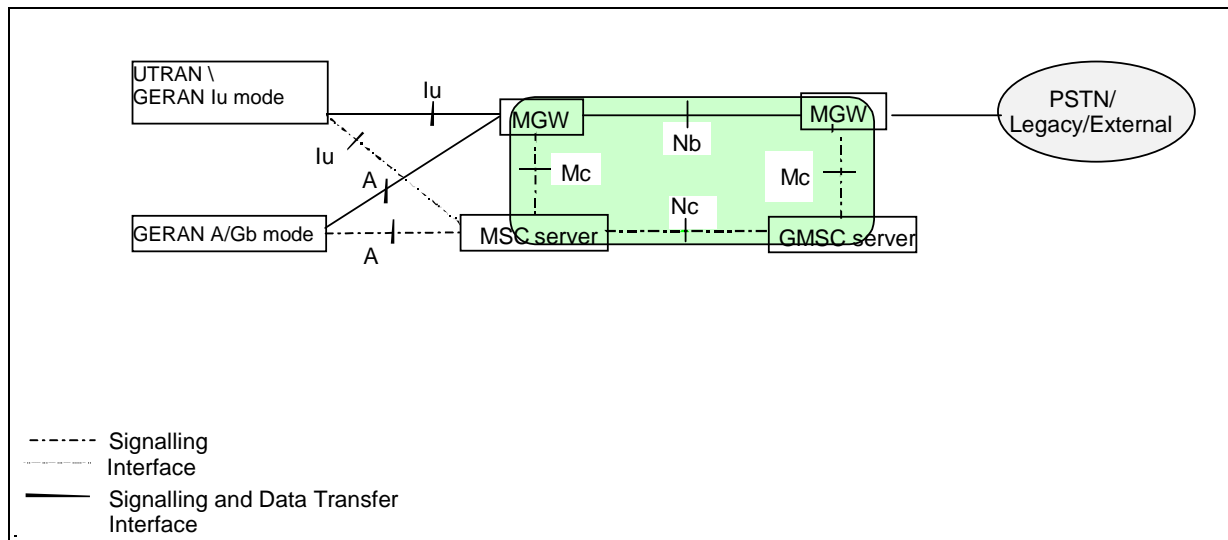 UTRAN \
GERAN Iu mode
Iu
MGW
MGW
PSTN/
Legacy/External
Nb
Iu
Mc
Mc
A
Nc
GERAN A/Gb mode
MSC server
GMSC server
A
Signalling
Interface
Signalling and Data Transfer
Interface